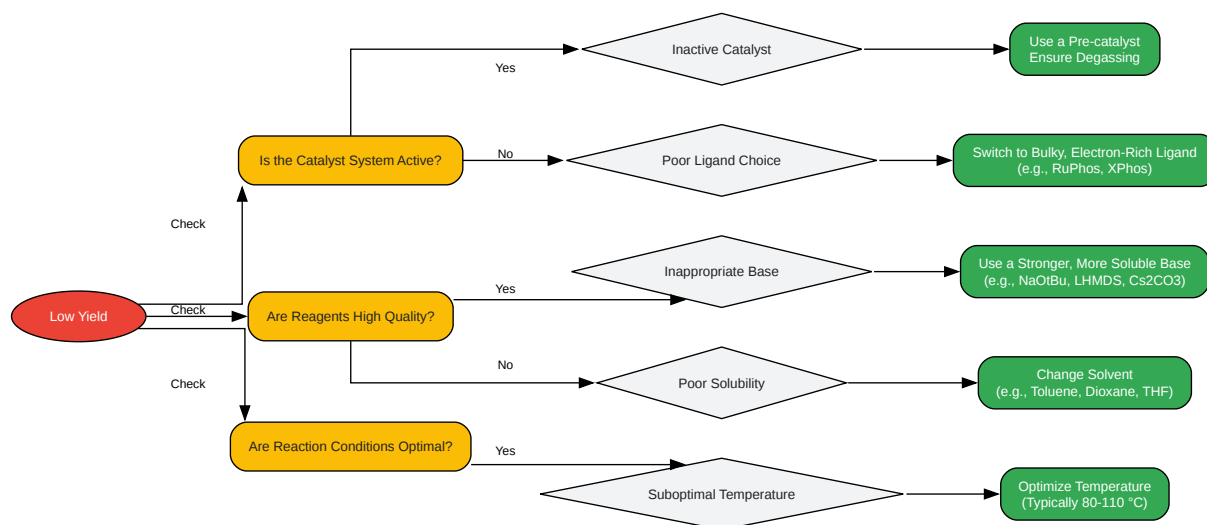 Inactive Catalyst
Use a Pre-catalyst
Ensure Degassing
Yes
Is the Catalyst System Active?
No
Poor Ligand Choice
Switch to Bulky, Electron-Rich Ligand
(e.g., RuPhos, XPhos)
Check
Inappropriate Base
Use a Stronger, More Soluble Base
(e.g., NaOtBu, LHMDS, Cs2CO3)
Yes
Low Yield
Check
Are Reagents High Quality?
No
Poor Solubility
Change Solvent
(e.g., Toluene, Dioxane, THF)
Check
Are Reaction Conditions Optimal?
Yes
Suboptimal Temperature
Optimize Temperature
(Typically 80-110 °C)